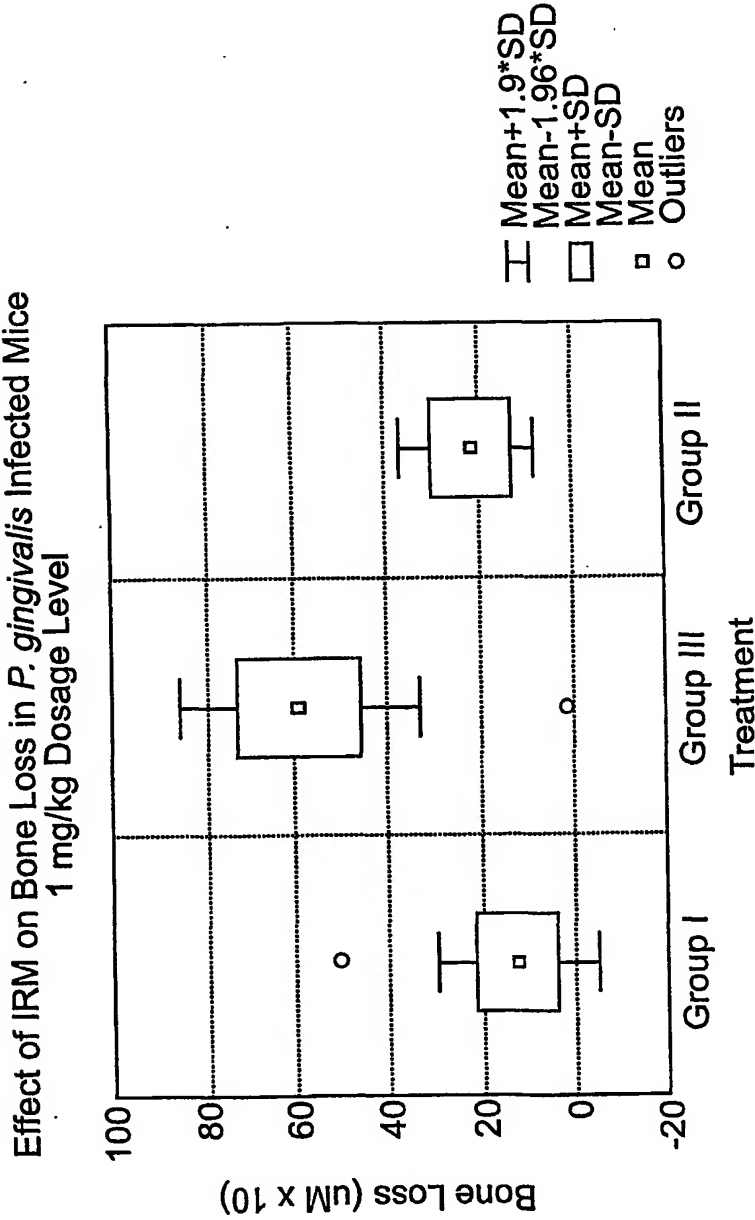 Effect of IRM on Bone Loss in P. gingivalis Infected Mice
1 mg/kg Dosage Level
Bone Loss (uM x 10)
100
80
60
40
20
0
-20
Group I
Group III
Group II
Treatment
Mean+1.9*SD
Mean-1.96*SD
Mean+SD
Mean-SD
Mean
Outliers